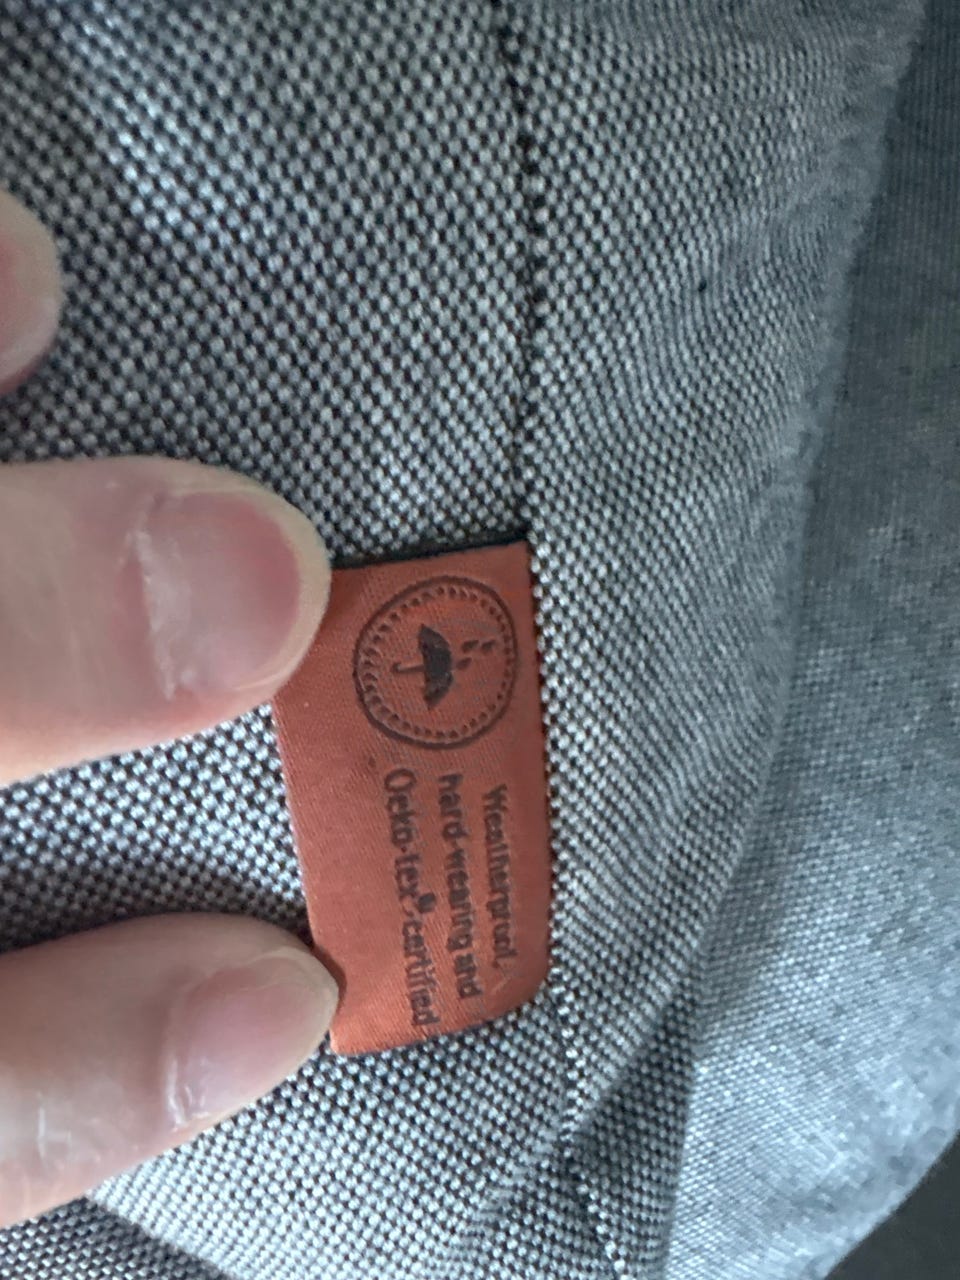 Weatherproof,
hard-wearing and
Oeko-tex® certified